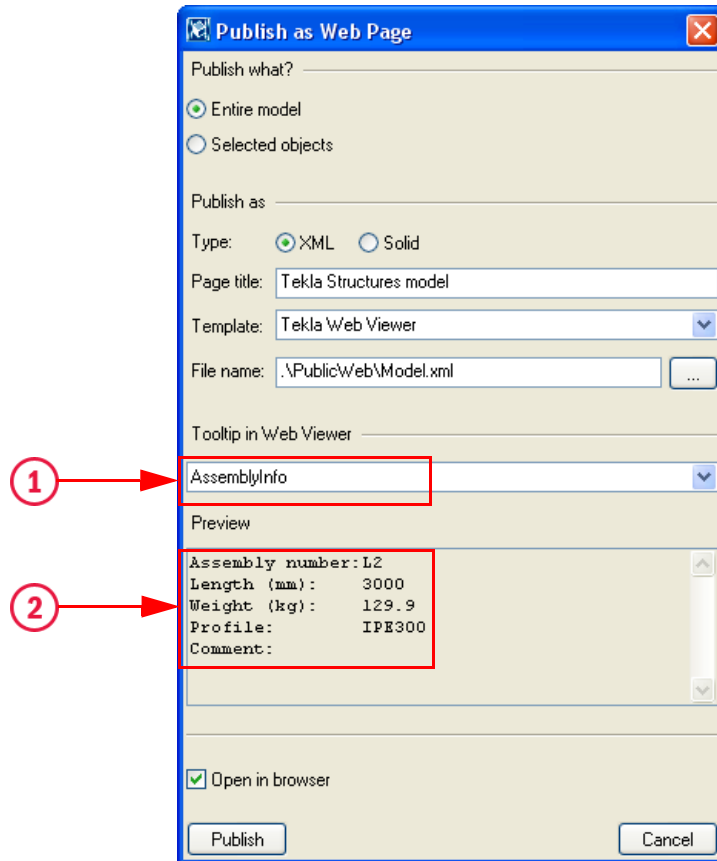 Publish as Web Page
Publish what?
Entire model
Selected objects
Publish as
Type: XML Solid
Page title: Tekla Structures model
Template: Tekla Web Viewer
File name: .\PublicWeb\Model.xml ...
Tooltip in Web Viewer
1 AssemblyInfo
Preview
Assembly number:L2
Length (mm): 3000
2 Weight (kg): 129.9
Profile: IPE300
Comment:
Open in browser
Publish Cancel